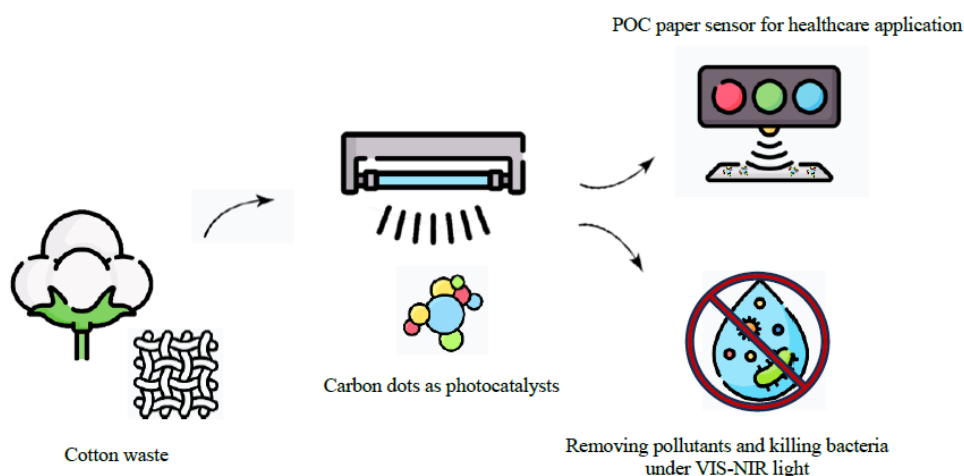 POC paper sensor for healthcare application
Carbon dots as photocatalysts
Cotton waste
Removing pollutants and killing bacteria
under VIS-NIR light